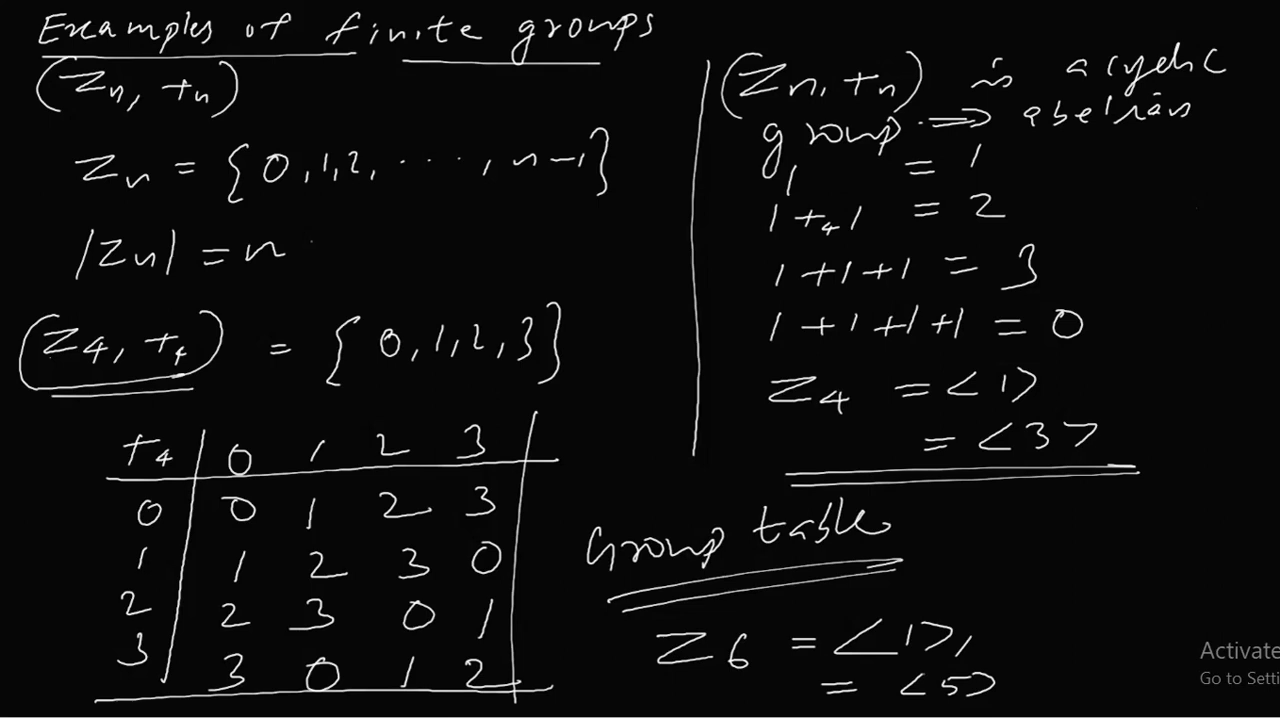 Examples of finite groups
(Zn, +n)
Zn = {0, 1, 2, ...., n-1}
|Zn| = n
(Z4, +4) = {0, 1, 2, 3}
+4 | 0 1 2 3
0 | 0 1 2 3
1 | 1 2 3 0
2 | 2 3 0 1
3 | 3 0 1 2
(Zn, +n) is a cyclic
group => abelian
1 = 1
1 +4 1 = 2
1 + 1 + 1 = 3
1 + 1 + 1 + 1 = 0
Z4 = <1>
= <3>
Group table
Z6 = <1>,
= <5>
Activate
Go to Setti